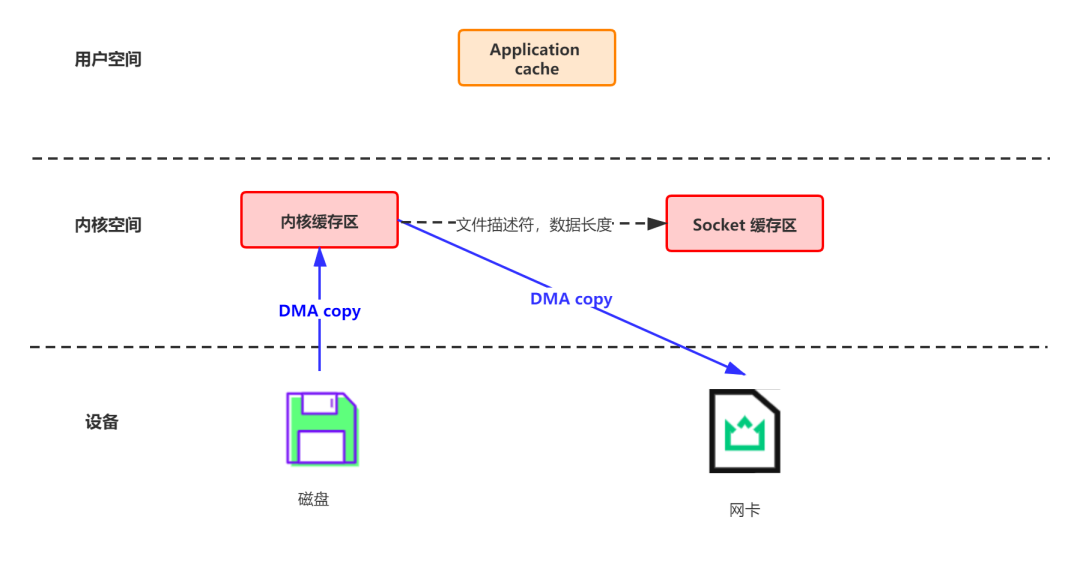 用户空间
Application
cache
内核空间
内核缓存区
文件描述符，数据长度
Socket 缓存区
DMA copy
DMA copy
设备
磁盘
网卡